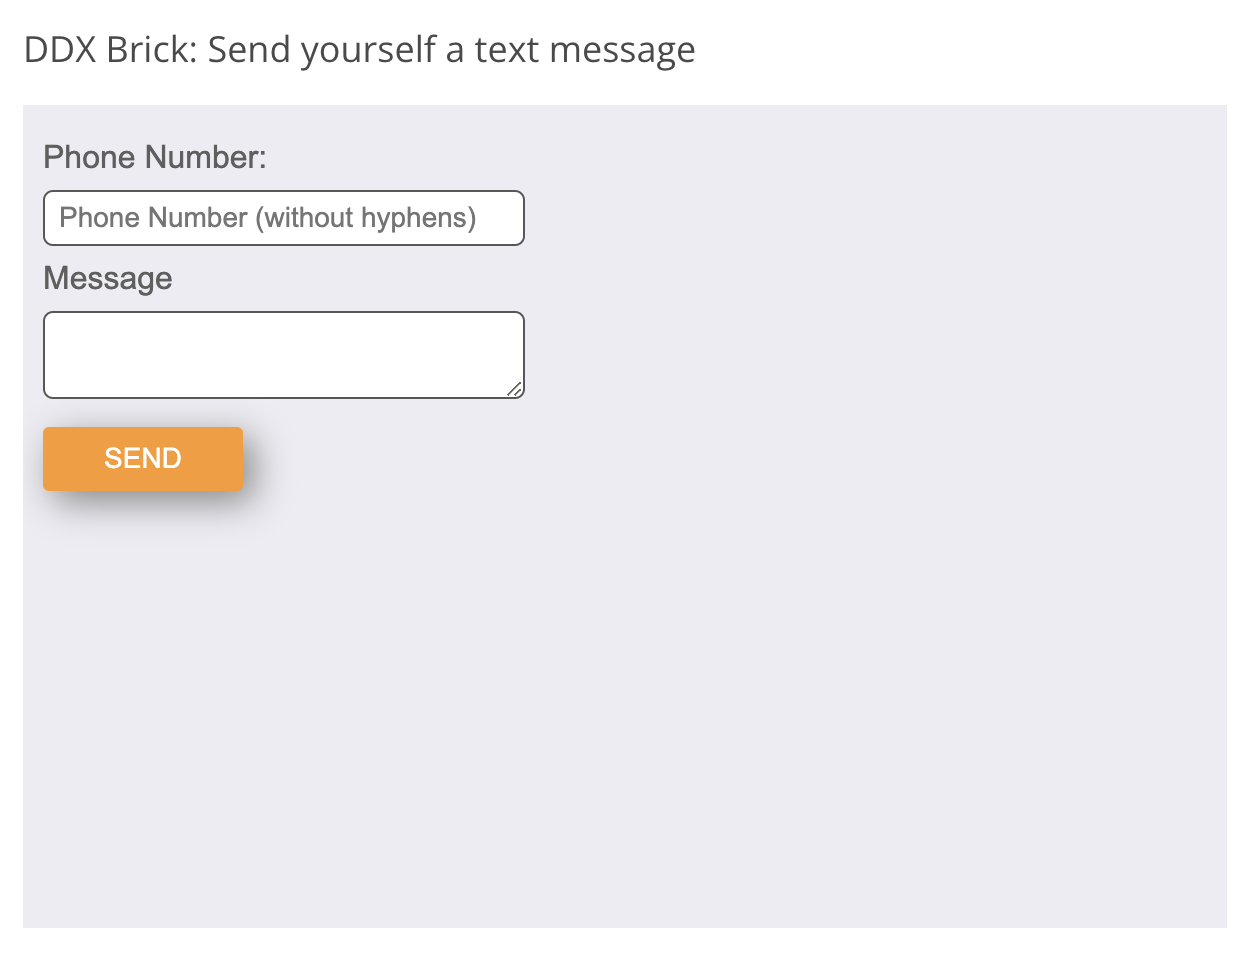 DDX Brick: Send yourself a text message
Phone Number:
Phone Number (without hyphens)
Message
SEND